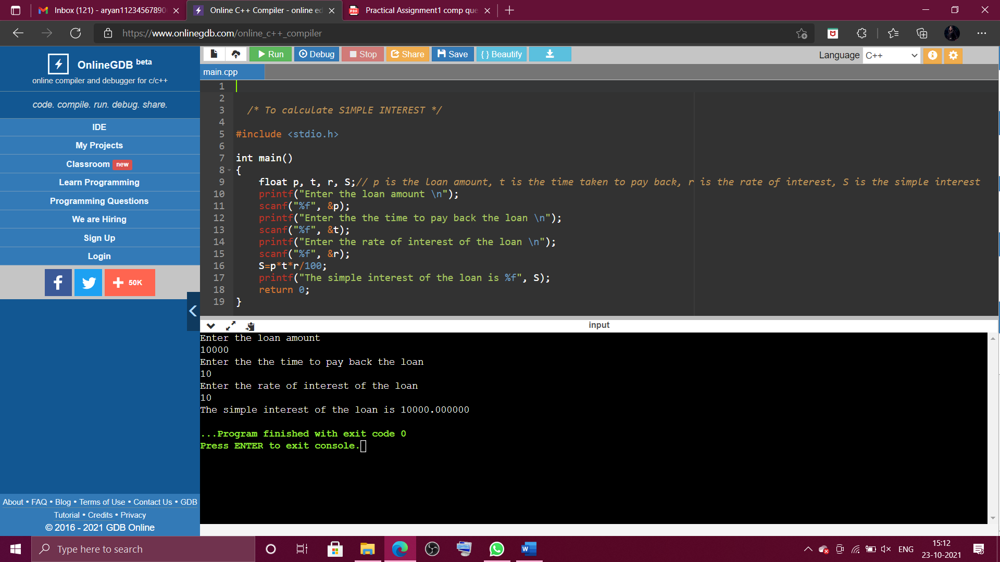 Inbox (121) - aryan11234567890
Online C++ Compiler - online ed
Practical Assignment1 comp que
https://www.onlinegdb.com/online_c++_compiler
OnlineGDB beta
online compiler and debugger for c/c++
code. compile. run. debug. share.
IDE
My Projects
Classroom new
Learn Programming
Programming Questions
We are Hiring
Sign Up
Login
f
50K
About • FAQ • Blog • Terms of Use • Contact Us • GDB
Tutorial • Credits • Privacy
© 2016 - 2021 GDB Online
Run Debug Stop Share Save { } Beautify
Language C++
main.cpp
1
2
3 /* To calculate S1MPLE INTEREST */
4
5 #include <stdio.h>
6
7 int main()
8 {
9 float p, t, r, S;// p is the loan amount, t is the time taken to pay back, r is the rate of interest, S is the simple interest
10 printf("Enter the loan amount \n");
11 scanf("%f", &p);
12 printf("Enter the the time to pay back the loan \n");
13 scanf("%f", &t);
14 printf("Enter the rate of interest of the loan \n");
15 scanf("%f", &r);
16 S=p*t*r/100;
17 printf("The simple interest of the loan is %f", S);
18 return 0;
19 }
input
Enter the loan amount
10000
Enter the the time to pay back the loan
10
Enter the rate of interest of the loan
10
The simple interest of the loan is 10000.000000
...Program finished with exit code 0
Press ENTER to exit console.
Type here to search
ENG
15:12
23-10-2021